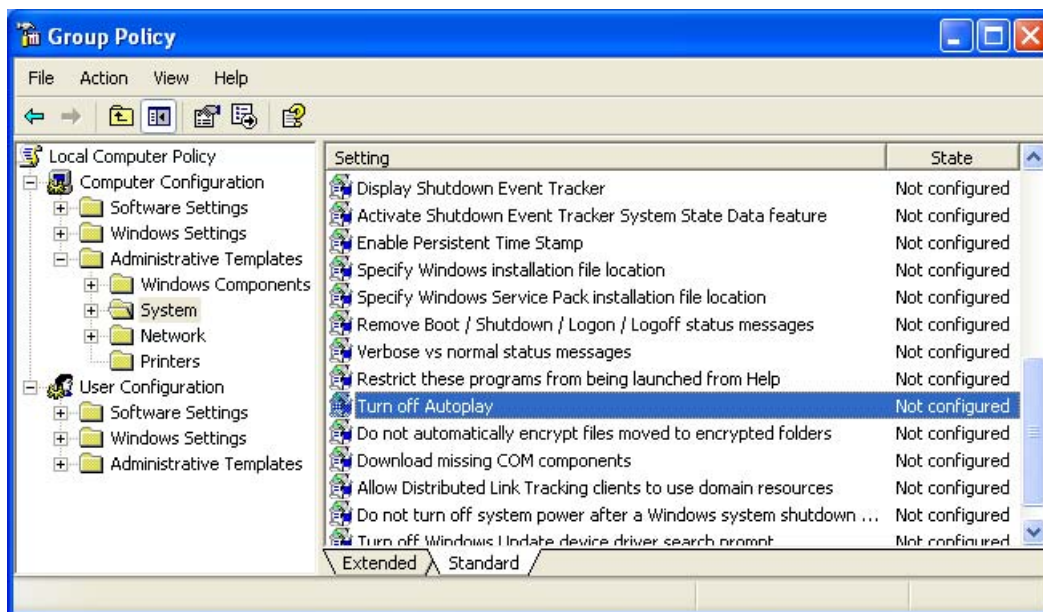 Group Policy
File Action View Help
Local Computer Policy
Computer Configuration
Software Settings
Windows Settings
Administrative Templates
Windows Components
System
Network
Printers
User Configuration
Software Settings
Windows Settings
Administrative Templates
Setting State
Display Shutdown Event Tracker Not configured
Activate Shutdown Event Tracker System State Data feature Not configured
Enable Persistent Time Stamp Not configured
Specify Windows installation file location Not configured
Specify Windows Service Pack installation file location Not configured
Remove Boot / Shutdown / Logon / Logoff status messages Not configured
Verbose vs normal status messages Not configured
Restrict these programs from being launched from Help Not configured
Turn off Autoplay Not configured
Do not automatically encrypt files moved to encrypted folders Not configured
Download missing COM components Not configured
Allow Distributed Link Tracking clients to use domain resources Not configured
Do not turn off system power after a Windows system shutdown ... Not configured
Turn off Windows Update device driver search prompt Not configured
Extended Standard